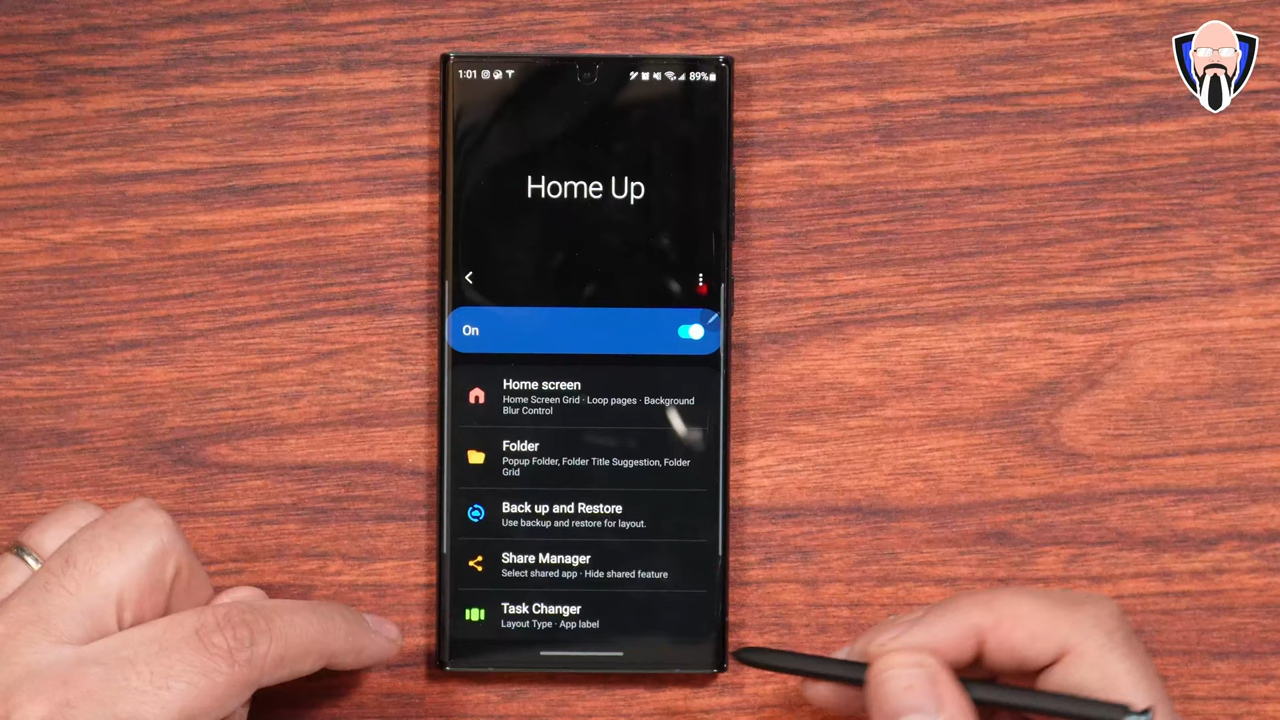 1:01
89%
Home Up
On
Home screen
Home Screen Grid · Loop pages · Background
Blur Control
Folder
Popup Folder, Folder Title Suggestion, Folder
Grid
Back up and Restore
Use backup and restore for layout.
Share Manager
Select shared app · Hide shared feature
Task Changer
Layout Type · App label